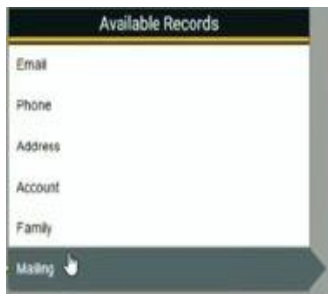 Available Records
Email
Phone
Address
Account
Family
Mailing